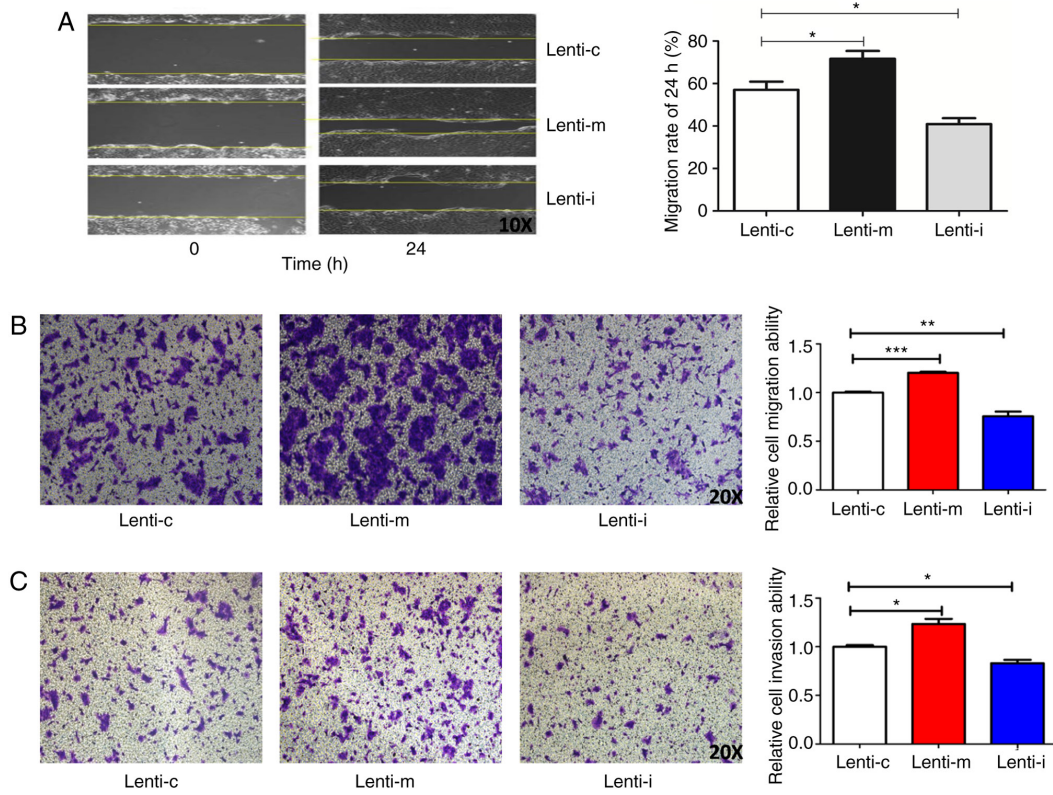 A
Lenti-c
Lenti-m
Lenti-i
10X
0
24
Time (h)
Migration rate of 24 h (%)
80
60
40
20
0
*
*
Lenti-c
Lenti-m
Lenti-i
B
Lenti-c
Lenti-m
20X
Lenti-i
Relative cell migration ability
1.5
1.0
0.5
0.0
**
***
Lenti-c
Lenti-m
Lenti-i
C
Lenti-c
Lenti-m
20X
Lenti-i
Relative cell invasion ability
1.5
1.0
0.5
0.0
*
*
Lenti-c
Lenti-m
Lenti-i